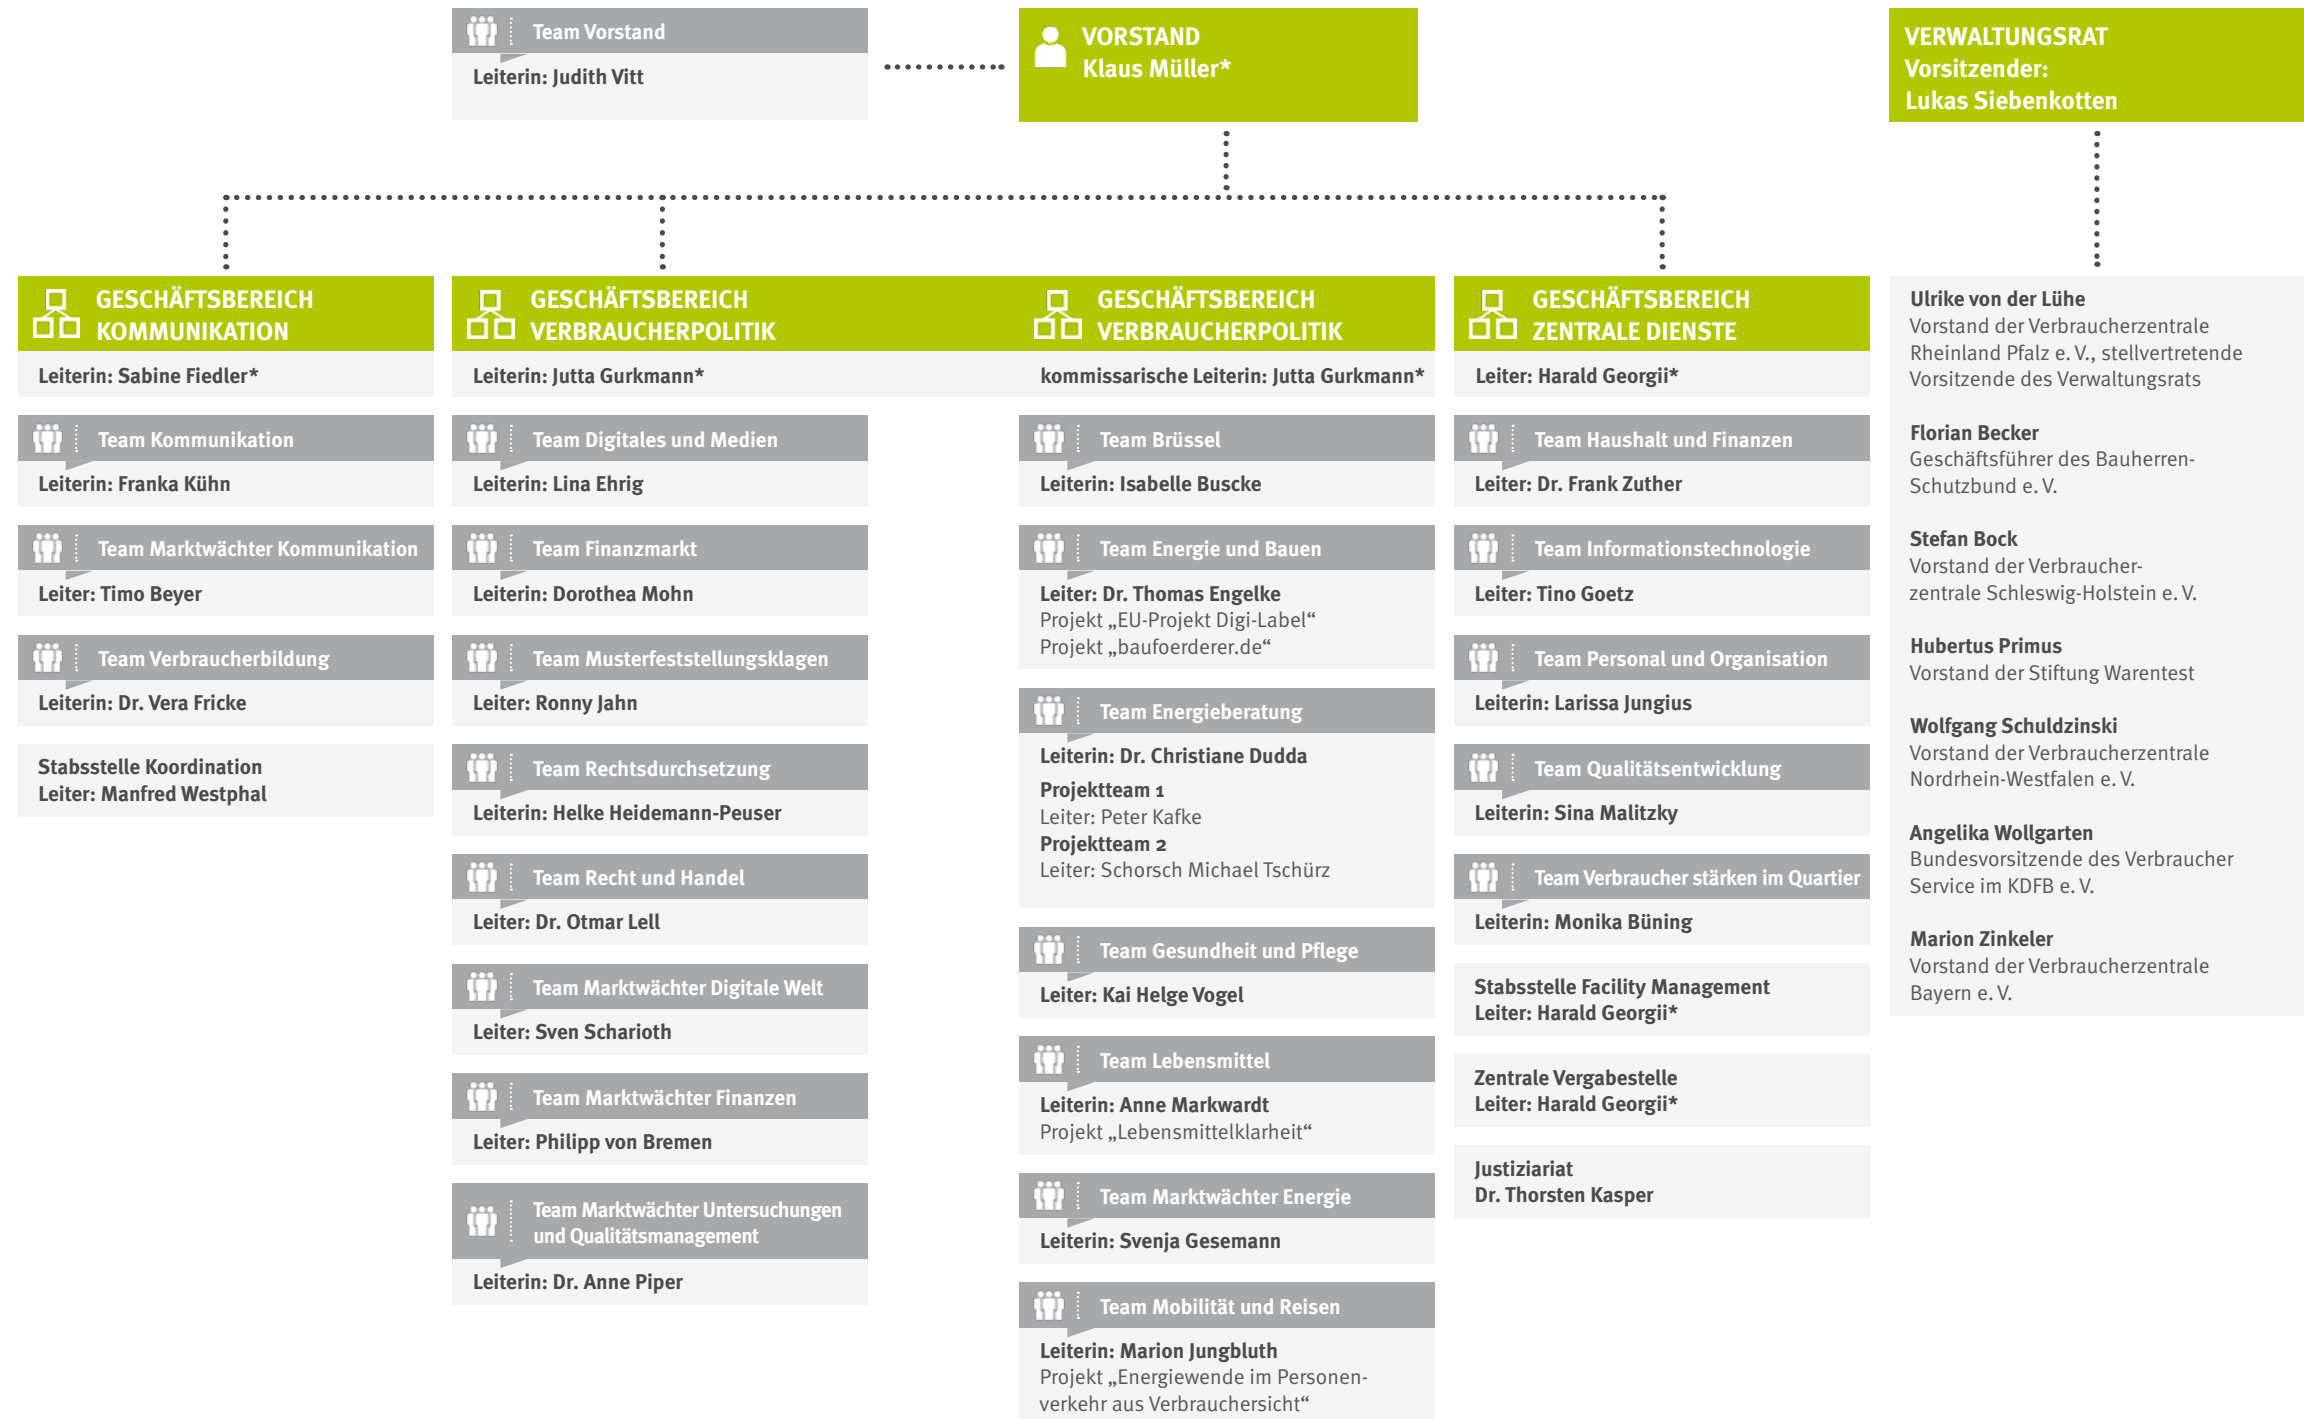 Team Vorstand
Leiterin: Judith Vitt
VORSTAND
Klaus Müller*
VERWALTUNGSRAT
Vorsitzender:
Lukas Siebenkotten
GESCHÄFTSBEREICH
KOMMUNIKATION
Leiterin: Sabine Fiedler*
Team Kommunikation
Leiterin: Franka Kühn
Team Marktwächter Kommunikation
Leiter: Timo Beyer
Team Verbraucherbildung
Leiterin: Dr. Vera Fricke
Stabsstelle Koordination
Leiter: Manfred Westphal
GESCHÄFTSBEREICH
VERBRAUCHERPOLITIK
Leiterin: Jutta Gurkmann*
Team Digitales und Medien
Leiterin: Lina Ehrig
Team Finanzmarkt
Leiterin: Dorothea Mohn
Team Musterfeststellungsklagen
Leiter: Ronny Jahn
Team Rechtsdurchsetzung
Leiterin: Helke Heidemann-Peuser
Team Recht und Handel
Leiter: Dr. Otmar Lell
Team Marktwächter Digitale Welt
Leiter: Sven Scharioth
Team Marktwächter Finanzen
Leiter: Philipp von Bremen
Team Marktwächter Untersuchungen
und Qualitätsmanagement
Leiterin: Dr. Anne Piper
GESCHÄFTSBEREICH
VERBRAUCHERPOLITIK
kommissarische Leiterin: Jutta Gurkmann*
Team Brüssel
Leiterin: Isabelle Buscke
Team Energie und Bauen
Leiter: Dr. Thomas Engelke
Projekt „EU-Projekt Digi-Label“
Projekt „baufoerderer.de“
Team Energieberatung
Leiterin: Dr. Christiane Dudda
Projektteam 1
Leiter: Peter Kafke
Projektteam 2
Leiter: Schorsch Michael Tschürz
Team Gesundheit und Pflege
Leiter: Kai Helge Vogel
Team Lebensmittel
Leiterin: Anne Markwardt
Projekt „Lebensmittelklarheit“
Team Marktwächter Energie
Leiterin: Svenja Gesemann
Team Mobilität und Reisen
Leiterin: Marion Jungbluth
Projekt „Energiewende im Personen-
verkehr aus Verbrauchersicht“
GESCHÄFTSBEREICH
ZENTRALE DIENSTE
Leiter: Harald Georgii*
Team Haushalt und Finanzen
Leiter: Dr. Frank Zuther
Team Informationstechnologie
Leiter: Tino Goetz
Team Personal und Organisation
Leiterin: Larissa Jungius
Team Qualitätsentwicklung
Leiterin: Sina Malitzky
Team Verbraucher stärken im Quartier
Leiterin: Monika Büning
Stabsstelle Facility Management
Leiter: Harald Georgii*
Zentrale Vergabestelle
Leiter: Harald Georgii*
Justiziariat
Dr. Thorsten Kasper
Ulrike von der Lühe
Vorstand der Verbraucherzentrale
Rheinland Pfalz e. V., stellvertretende
Vorsitzende des Verwaltungsrats
Florian Becker
Geschäftsführer des Bauherren-
Schutzbund e. V.
Stefan Bock
Vorstand der Verbraucher-
zentrale Schleswig-Holstein e. V.
Hubertus Primus
Vorstand der Stiftung Warentest
Wolfgang Schuldzinski
Vorstand der Verbraucherzentrale
Nordrhein-Westfalen e. V.
Angelika Wollgarten
Bundesvorsitzende des Verbraucher
Service im KDFB e. V.
Marion Zinkeler
Vorstand der Verbraucherzentrale
Bayern e. V.